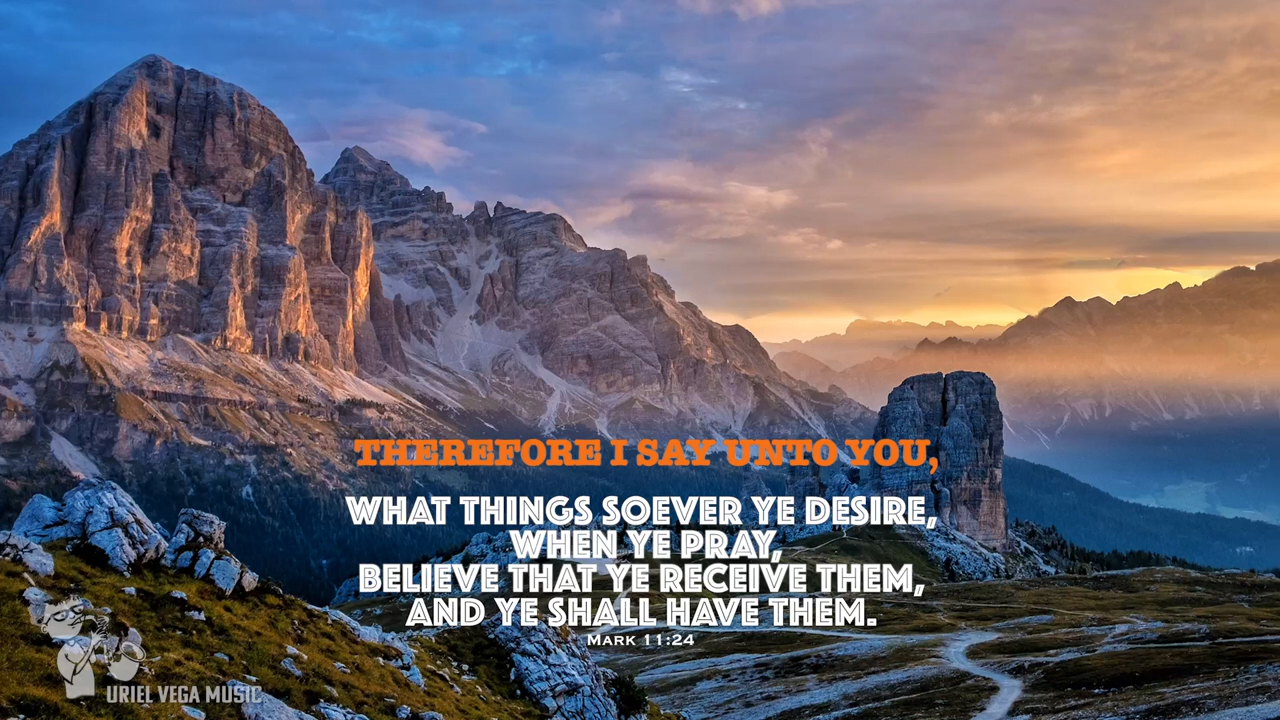 THEREFORE I SAY UNTO YOU,
WHAT THINGS SOEVER YE DESIRE,
WHEN YE PRAY,
BELIEVE THAT YE RECEIVE THEM,
AND YE SHALL HAVE THEM.
MARK 11:24
URIEL VEGA MUSIC